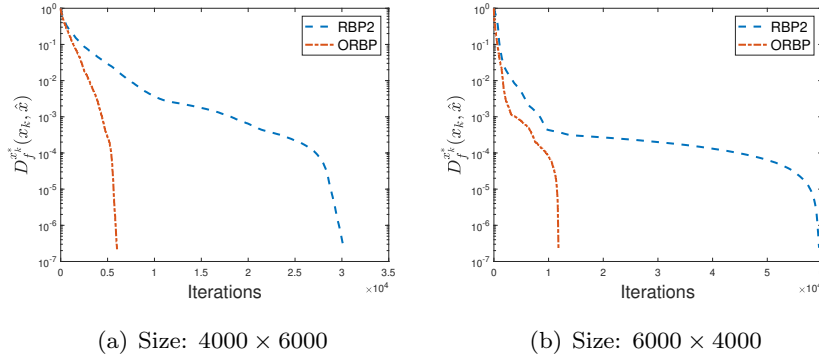 10^0
10^-1
10^-2
10^-3
10^-4
10^-5
10^-6
10^-7
D_f^{x_k^*}(x_k, x̂)
RBP2
ORBP
0 0.5 1 1.5 2 2.5 3 3.5
×10^4
Iterations
(a) Size: 4000 × 6000
10^0
10^-1
10^-2
10^-3
10^-4
10^-5
10^-6
10^-7
D_f^{x_k^*}(x_k, x̂)
RBP2
ORBP
0 1 2 3 4 5
×10^4
Iterations
(b) Size: 6000 × 4000